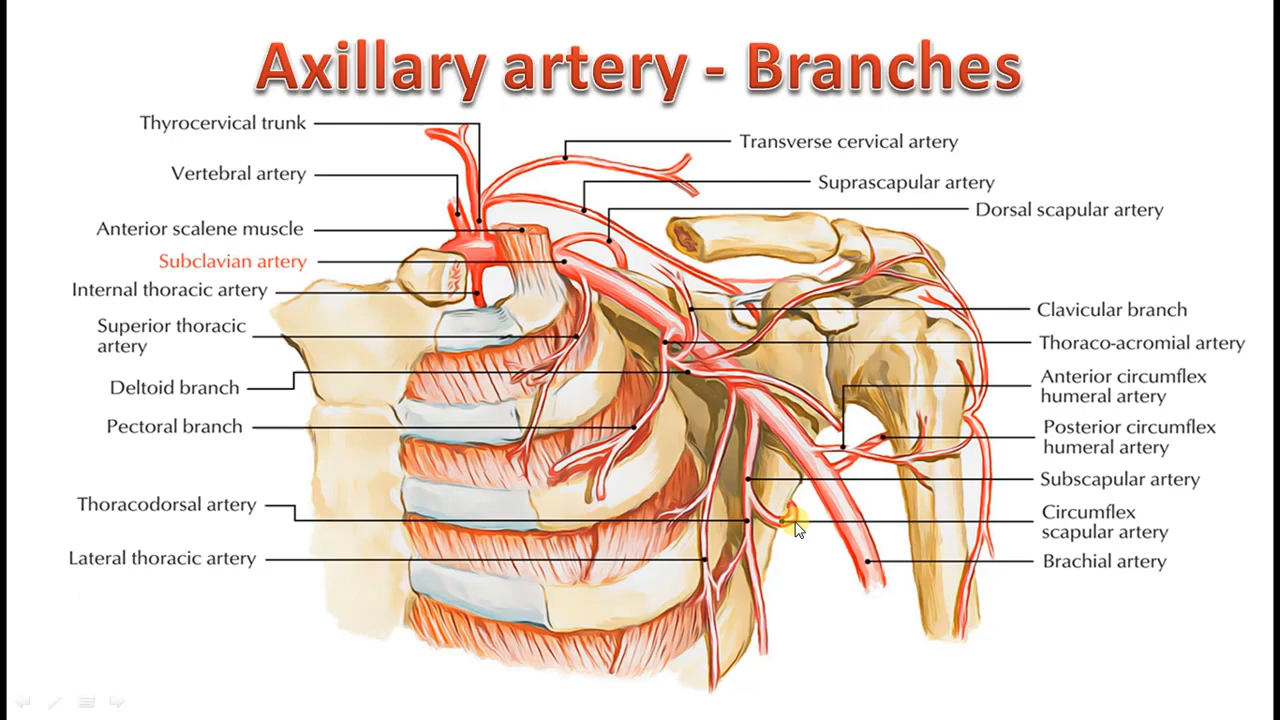 Axillary artery - Branches
Thyrocervical trunk
Vertebral artery
Anterior scalene muscle
Subclavian artery
Internal thoracic artery
Superior thoracic
artery
Deltoid branch
Pectoral branch
Thoracodorsal artery
Lateral thoracic artery
Transverse cervical artery
Suprascapular artery
Dorsal scapular artery
Clavicular branch
Thoraco-acromial artery
Anterior circumflex
humeral artery
Posterior circumflex
humeral artery
Subscapular artery
Circumflex
scapular artery
Brachial artery